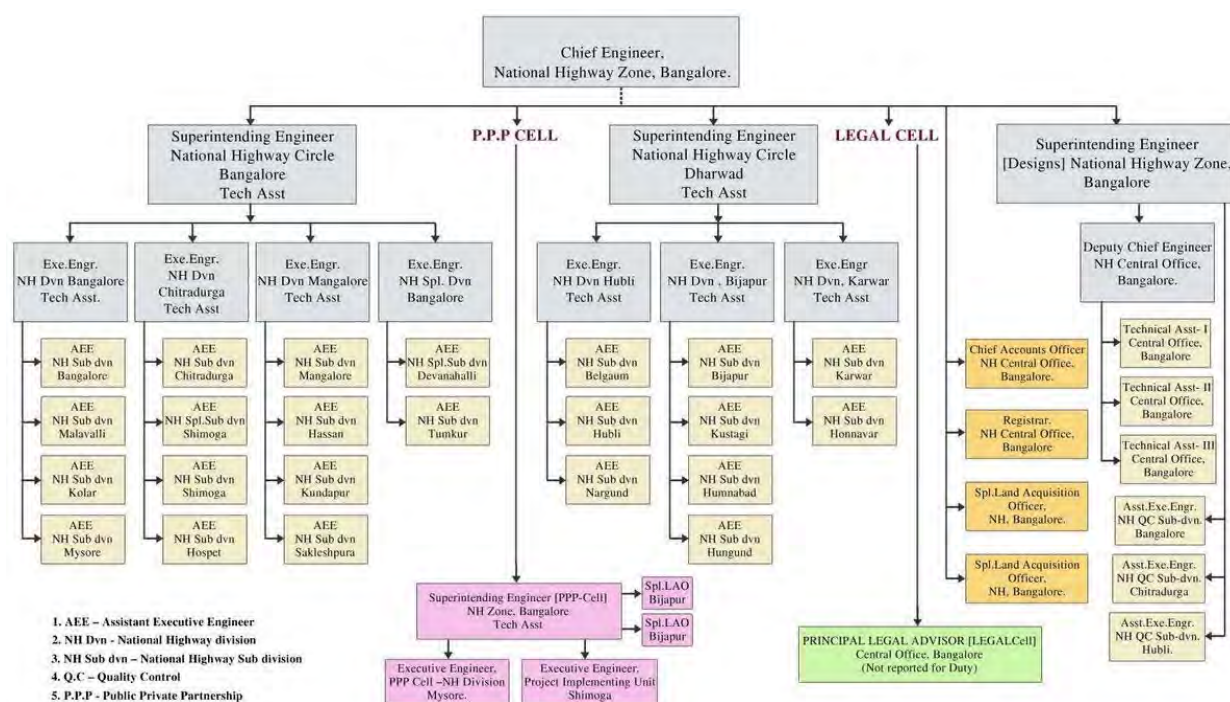 Chief Engineer,
National Highway Zone, Bangalore.
Superintending Engineer
National Highway Circle
Bangalore
Tech Asst
P.P.P CELL
Superintending Engineer
National Highway Circle
Dharwad
Tech Asst
LEGAL CELL
Superintending Engineer
[Designs] National Highway Zone,
Bangalore
Exe.Engr.
NH Dvn Bangalore
Tech Asst.
Exe.Engr.
NH Dvn
Chitradurga
Tech Asst
Exe.Engr.
NH Dvn Mangalore
Tech Asst
Exe.Engr.
NH Spl. Dvn
Bangalore
Exe.Engr.
NH Dvn Hubli
Tech Asst
Exe.Engr.
NH Dvn , Bijapur
Tech Asst
Exe.Engr
NH Dvn, Karwar
Tech Asst
Deputy Chief Engineer
NH Central Office,
Bangalore.
AEE
NH Sub dvn
Bangalore
AEE
NH Sub dvn
Malavalli
AEE
NH Sub dvn
Kolar
AEE
NH Sub dvn
Mysore
AEE
NH Sub dvn
Chitradurga
AEE
NH Spl.Sub dvn
Shimoga
AEE
NH Sub dvn
Shimoga
AEE
NH Sub dvn
Hospet
AEE
NH Sub dvn
Mangalore
AEE
NH Sub dvn
Hassan
AEE
NH Sub dvn
Kundapur
AEE
NH Sub dvn
Sakleshpura
AEE
NH Spl.Sub dvn
Devanahalli
AEE
NH Sub dvn
Tumkur
AEE
NH Sub dvn
Belgaum
AEE
NH Sub dvn
Hubli
AEE
NH Sub dvn
Nargund
AEE
NH Sub dvn
Bijapur
AEE
NH Sub dvn
Kustagi
AEE
NH Sub dvn
Humnabad
AEE
NH Sub dvn
Hungund
AEE
NH Sub dvn
Karwar
AEE
NH Sub dvn
Honnavar
Chief Accounts Officer
NH Central Office,
Bangalore.
Registrar.
NH Central Office,
Bangalore
Spl.Land Acquisition
Officer,
NH, Bangalore.
Spl.Land Acquisition
Officer,
NH, Bangalore.
Technical Asst- I
Central Office,
Bangalore
Technical Asst- II
Central Office,
Bangalore
Technical Asst- III
Central Office,
Bangalore
Asst.Exe.Engr.
NH QC Sub-dvn.
Bangalore
Asst.Exe.Engr.
NH QC Sub-dvn.
Chitradurga
Asst.Exe.Engr.
NH QC Sub-dvn.
Hubli.
Superintending Engineer [PPP-Cell]
NH Zone, Bangalore
Tech Asst
Spl.LAO
Bijapur
Spl.LAO
Bijapur
Executive Engineer,
PPP Cell –NH Division
Mysore.
Executive Engineer,
Project Implementing Unit
Shimoga
PRINCIPAL LEGAL ADVISOR [LEGALCell]
Central Office, Bangalore
(Not reported for Duty)
1. AEE – Assistant Executive Engineer
2. NH Dvn - National Highway division
3. NH Sub dvn – National Highway Sub division
4. Q.C – Quality Control
5. P.P.P - Public Private Partnership